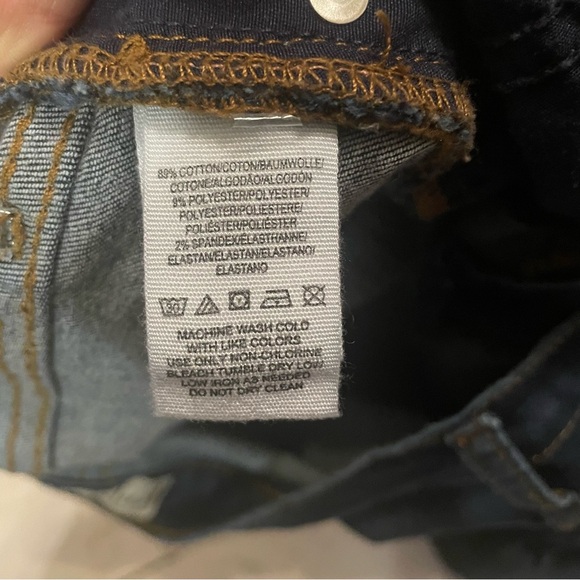 89% COTTON/COTON/BAUMWOLLE/
COTONE/ALGODÃO/ALGODÓN
9% POLYESTER/POLYESTER/
POLYESTER/POLIESTERE/
POLIÉSTER/POLIÉSTER
2% SPANDEX/ÉLASTHANNE/
ELASTAN/ELASTAN/ELASTANO/
ELASTANO
30
MACHINE WASH COLD
WITH LIKE COLORS
USE ONLY NON-CHLORINE
BLEACH TUMBLE DRY LOW
LOW IRON AS NEEDED
DO NOT DRY CLEAN